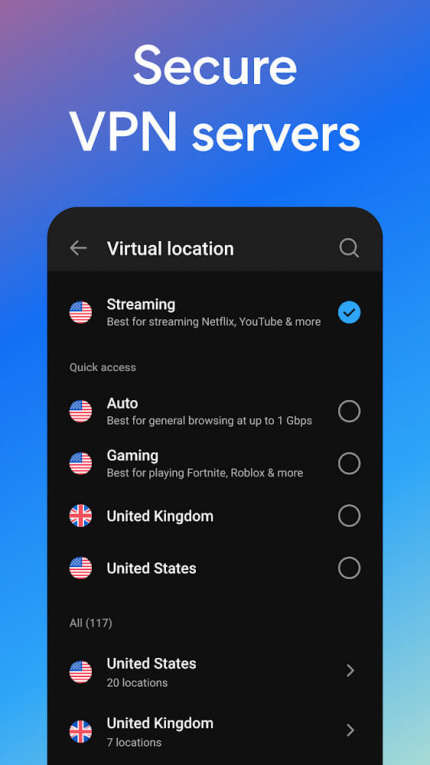 Secure
VPN servers
Virtual location
Streaming
Best for streaming Netflix, YouTube & more
Quick access
Auto
Best for general browsing at up to 1 Gbps
Gaming
Best for playing Fortnite, Roblox & more
United Kingdom
United States
All (117)
United States
20 locations
United Kingdom
7 locations